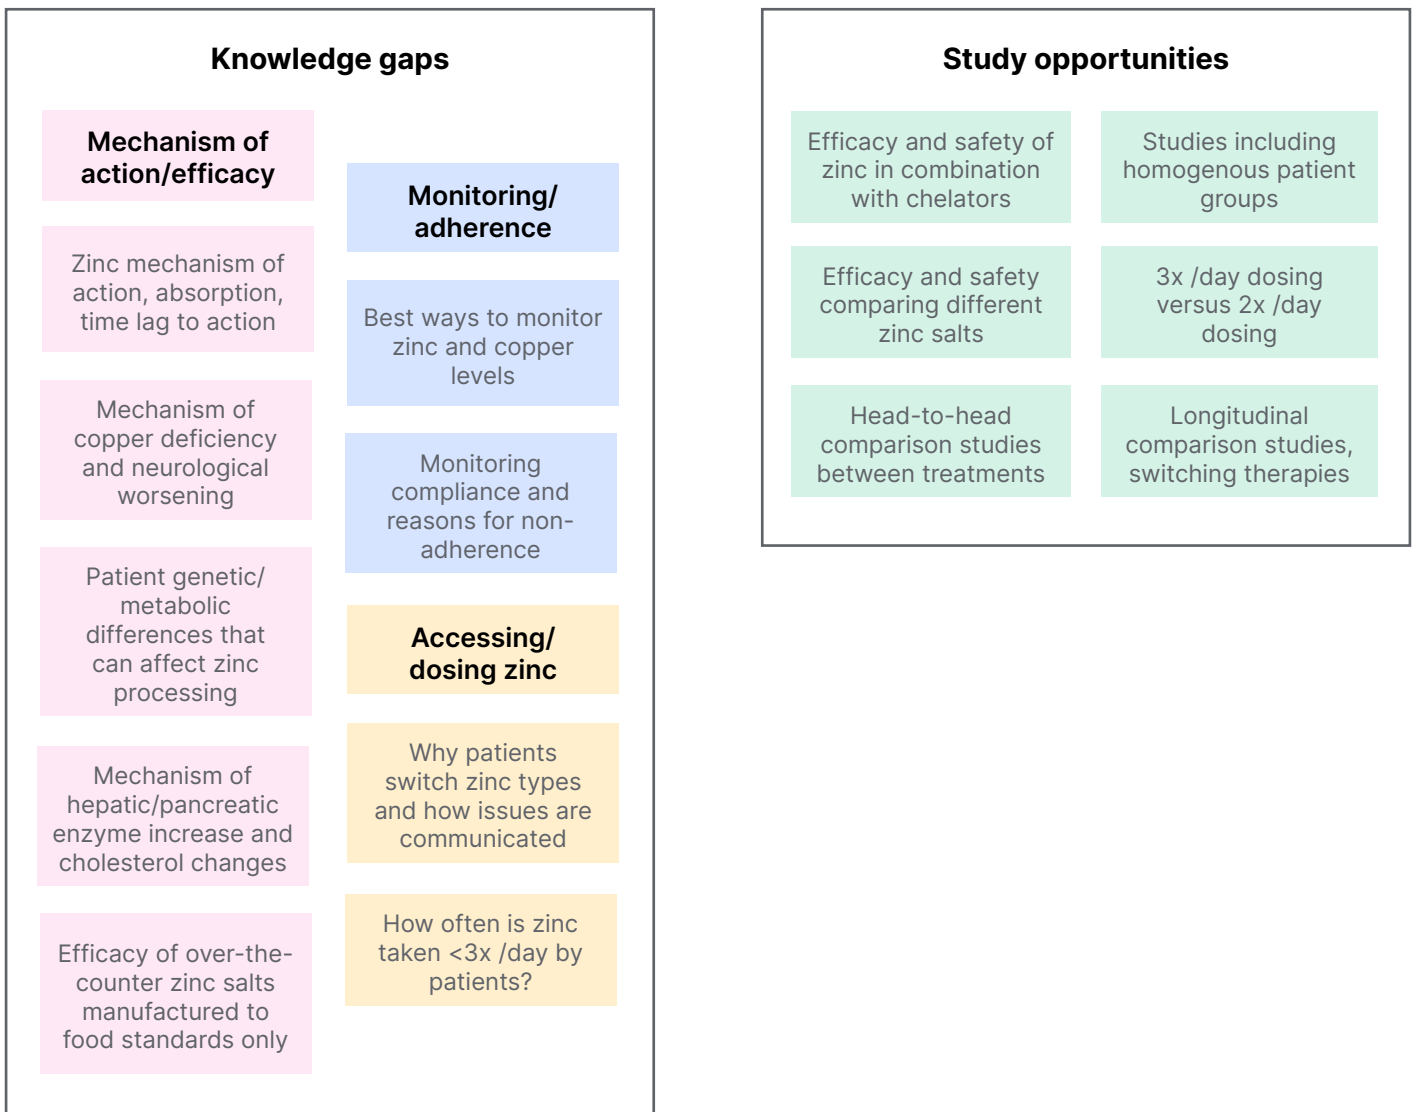 Knowledge gaps
Mechanism of
action/efficacy
Zinc mechanism of
action, absorption,
time lag to action
Mechanism of
copper deficiency
and neurological
worsening
Patient genetic/
metabolic
differences that
can affect zinc
processing
Mechanism of
hepatic/pancreatic
enzyme increase and
cholesterol changes
Efficacy of over-the-
counter zinc salts
manufactured to
food standards only
Monitoring/
adherence
Best ways to monitor
zinc and copper
levels
Monitoring
compliance and
reasons for non-
adherence
Accessing/
dosing zinc
Why patients
switch zinc types
and how issues are
communicated
How often is zinc
taken <3x /day by
patients?
Study opportunities
Efficacy and safety of
zinc in combination
with chelators
Studies including
homogenous patient
groups
Efficacy and safety
comparing different
zinc salts
3x /day dosing
versus 2x /day
dosing
Head-to-head
comparison studies
between treatments
Longitudinal
comparison studies,
switching therapies